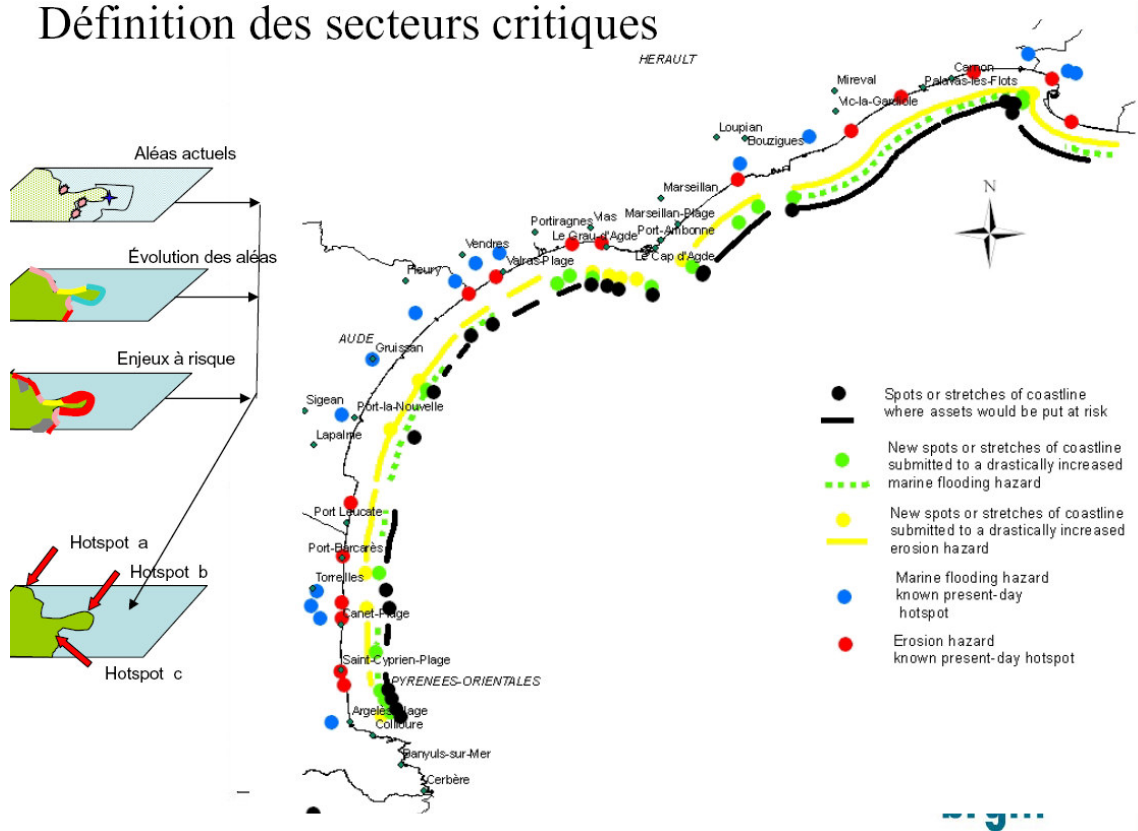 Définition des secteurs critiques
Aléas actuels
Évolution des aléas
Enjeux à risque
Hotspot a
Hotspot b
Hotspot c
HERAULT
Carnon
Palavas-les-Flots
Mireval
Vic-la-Gardiole
Loupian
Bouzigues
Marseillan
Marseillan-Plage
Port-Ambonne
Le Cap d'Agde
Portiragnes
Vias
Le Grau-d'Agde
Vendres
Valras-Plage
Fleury
AUDE
Gruissan
Sigean
Port-la-Nouvelle
Lapalme
Port Leucate
Port-Barcarès
Torreilles
Canet-Plage
Saint-Cyprien-Plage
PYRENEES-ORIENTALES
Argelès-Plage
Collioure
Banyuls-sur-Mer
Cerbère
N
Spots or stretches of coastline
where assets would be put at risk
New spots or stretches of coastline
submitted to a drastically increased
marine flooding hazard
New spots or stretches of coastline
submitted to a drastically increased
erosion hazard
Marine flooding hazard
known present-day
hotspot
Erosion hazard
known present-day hotspot